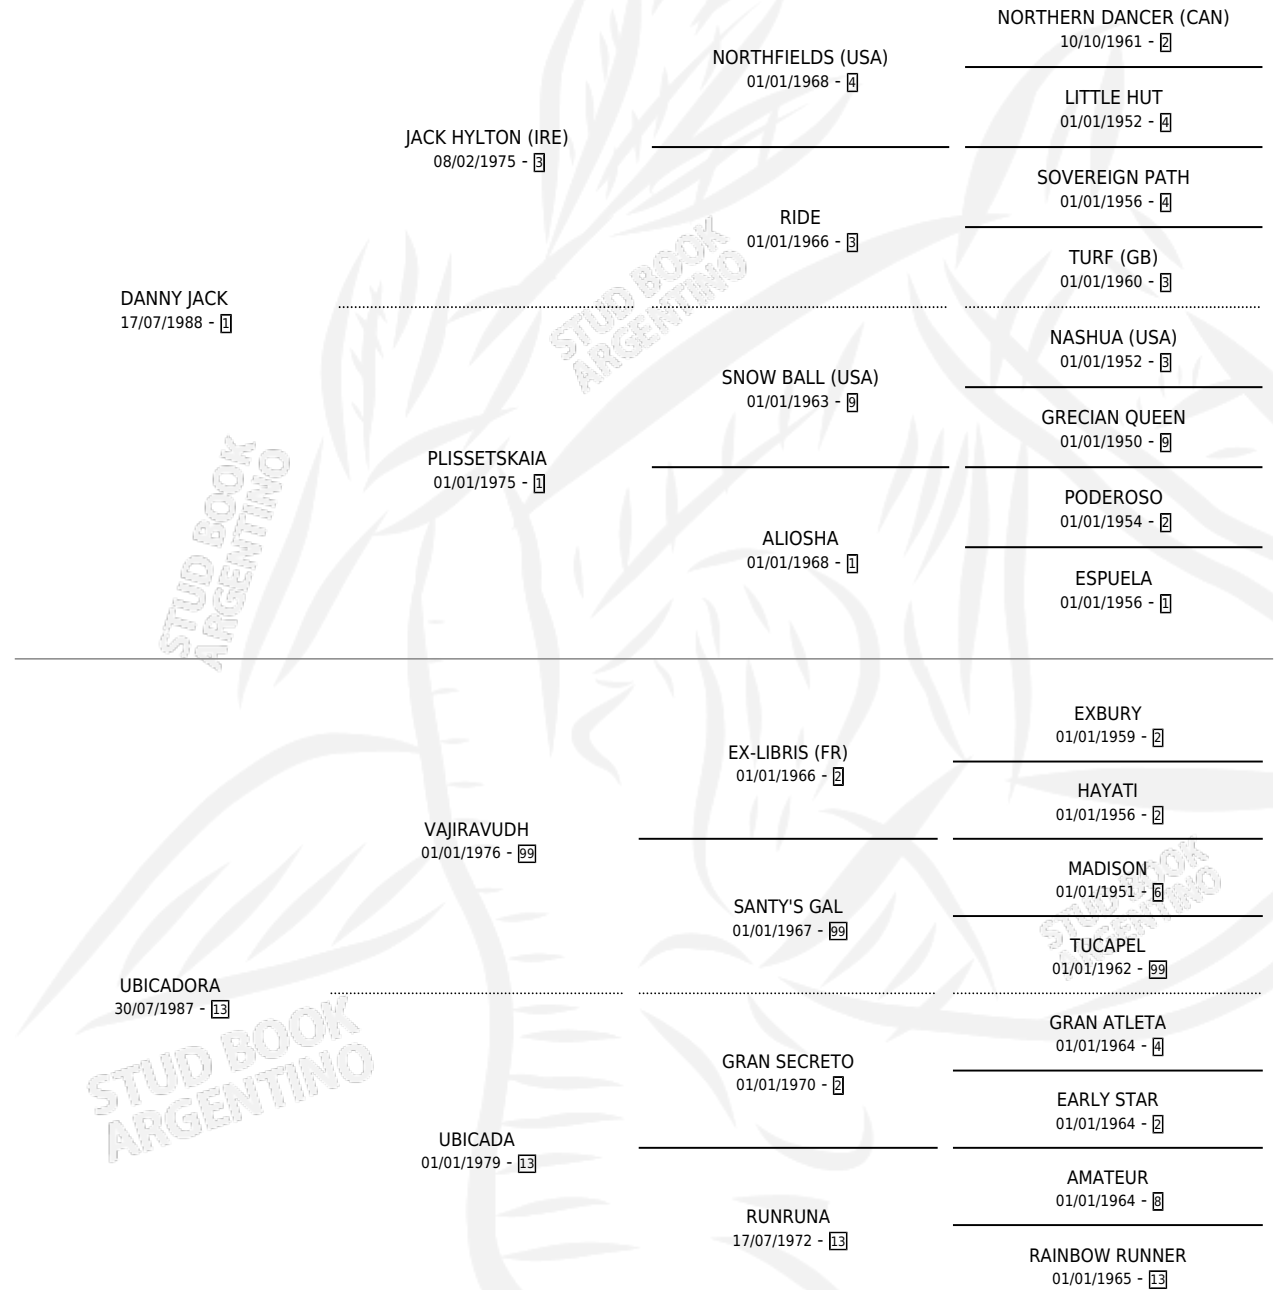 NORTHERN DANCER (CAN)
10/10/1961 - 2
NORTHFIELDS (USA)
01/01/1968 - 4
LITTLE HUT
01/01/1952 - 4
JACK HYLTON (IRE)
08/02/1975 - 3
SOVEREIGN PATH
01/01/1956 - 4
RIDE
01/01/1966 - 3
TURF (GB)
01/01/1960 - 3
DANNY JACK
17/07/1988 - 1
NASHUA (USA)
01/01/1952 - 3
SNOW BALL (USA)
01/01/1963 - 9
GRECIAN QUEEN
01/01/1950 - 9
PLISSETSKAIA
01/01/1975 - 1
PODEROSO
01/01/1954 - 2
ALIOSHA
01/01/1968 - 1
ESPUELA
01/01/1956 - 1
EXBURY
01/01/1959 - 2
EX-LIBRIS (FR)
01/01/1966 - 2
HAYATI
01/01/1956 - 2
VAJIRAVUDH
01/01/1976 - 99
MADISON
01/01/1951 - 6
SANTY'S GAL
01/01/1967 - 99
TUCAPEL
01/01/1962 - 99
UBICADORA
30/07/1987 - 13
GRAN ATLETA
01/01/1964 - 4
GRAN SECRETO
01/01/1970 - 2
EARLY STAR
01/01/1964 - 2
UBICADA
01/01/1979 - 13
AMATEUR
01/01/1964 - 8
RUNRUNA
17/07/1972 - 13
RAINBOW RUNNER
01/01/1965 - 13
STUD BOOK
ARGENTINO
STUD BOOK
ARGENTINO
STUD BOOK
ARGENTINO
STUD BOOK
ARGENTINO